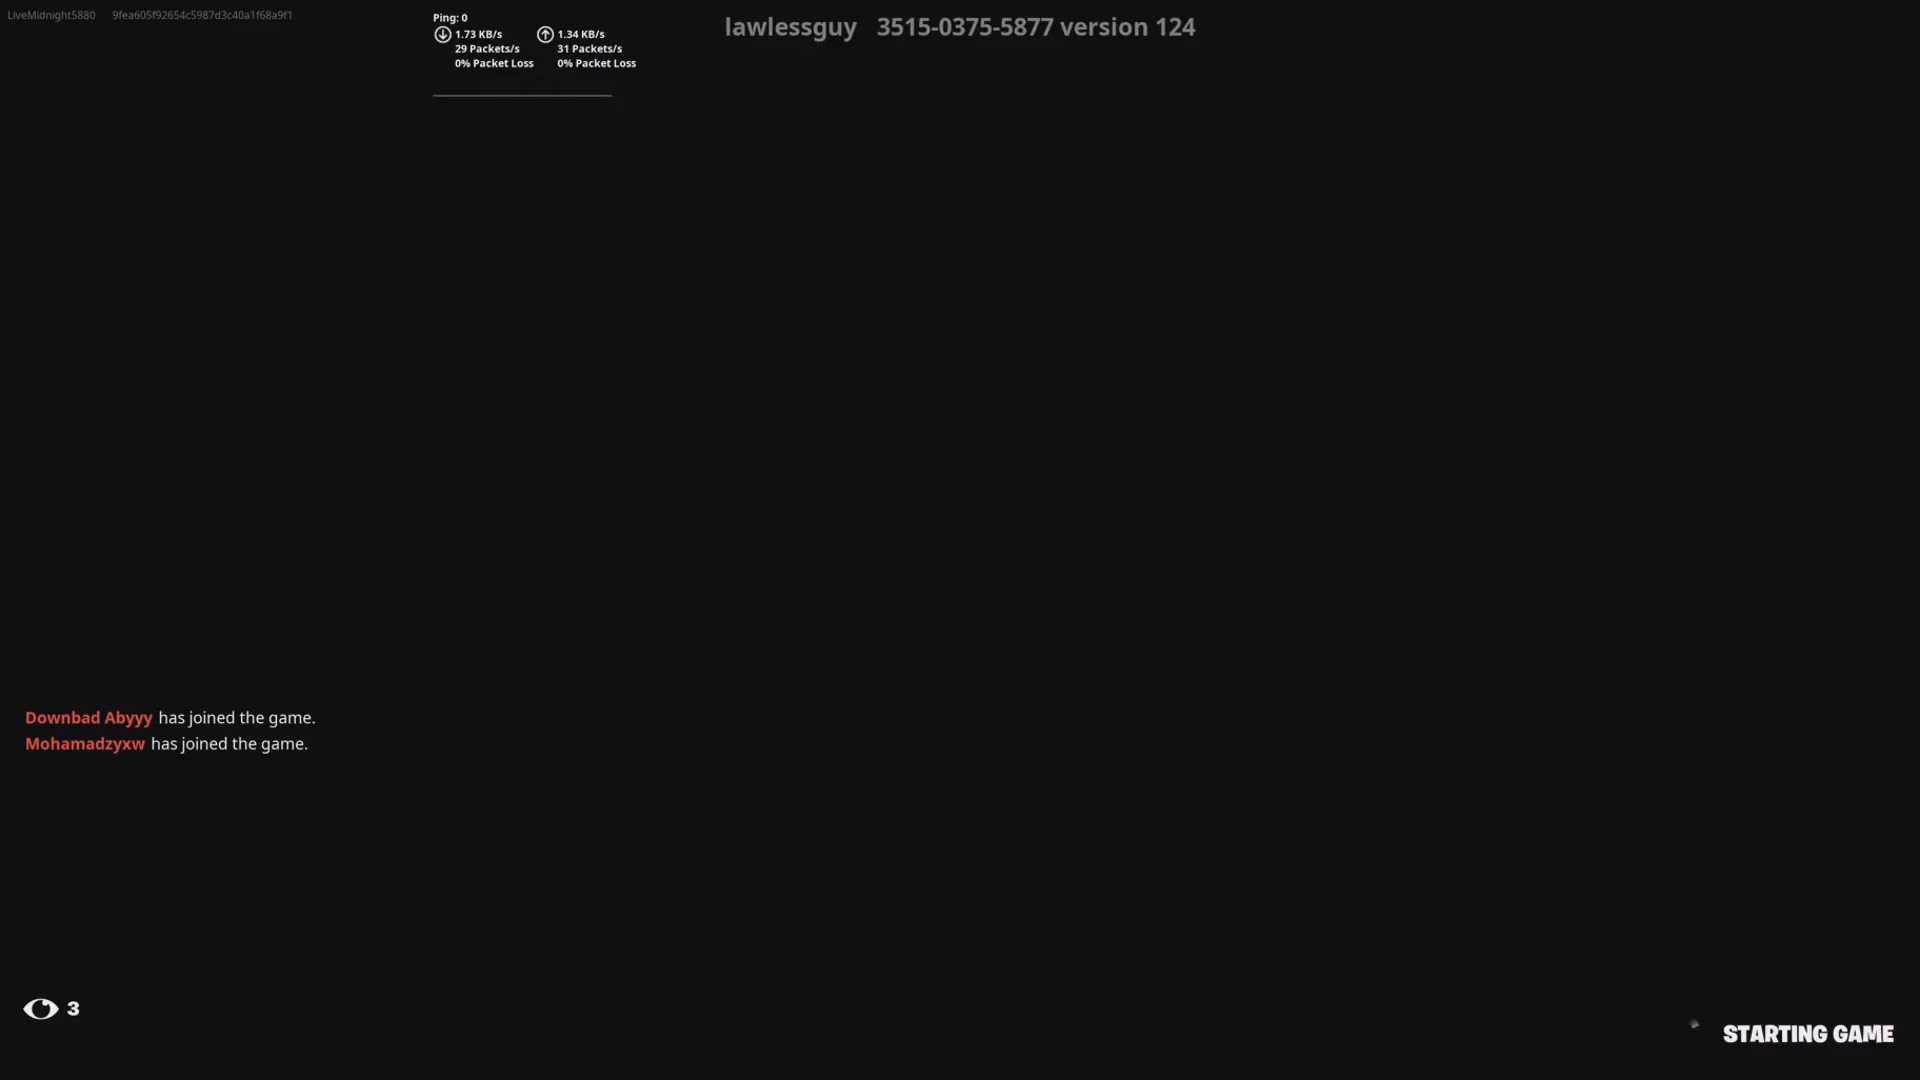 LiveMidnight5880 9fea605f92654c5987d3c40a1f68a9f1
Ping: 0
1.73 KB/s 1.34 KB/s
29 Packets/s 31 Packets/s
0% Packet Loss 0% Packet Loss
lawlessguy 3515-0375-5877 version 124
Downbad Abyyy has joined the game.
Mohamadzyxw has joined the game.
3
STARTING GAME